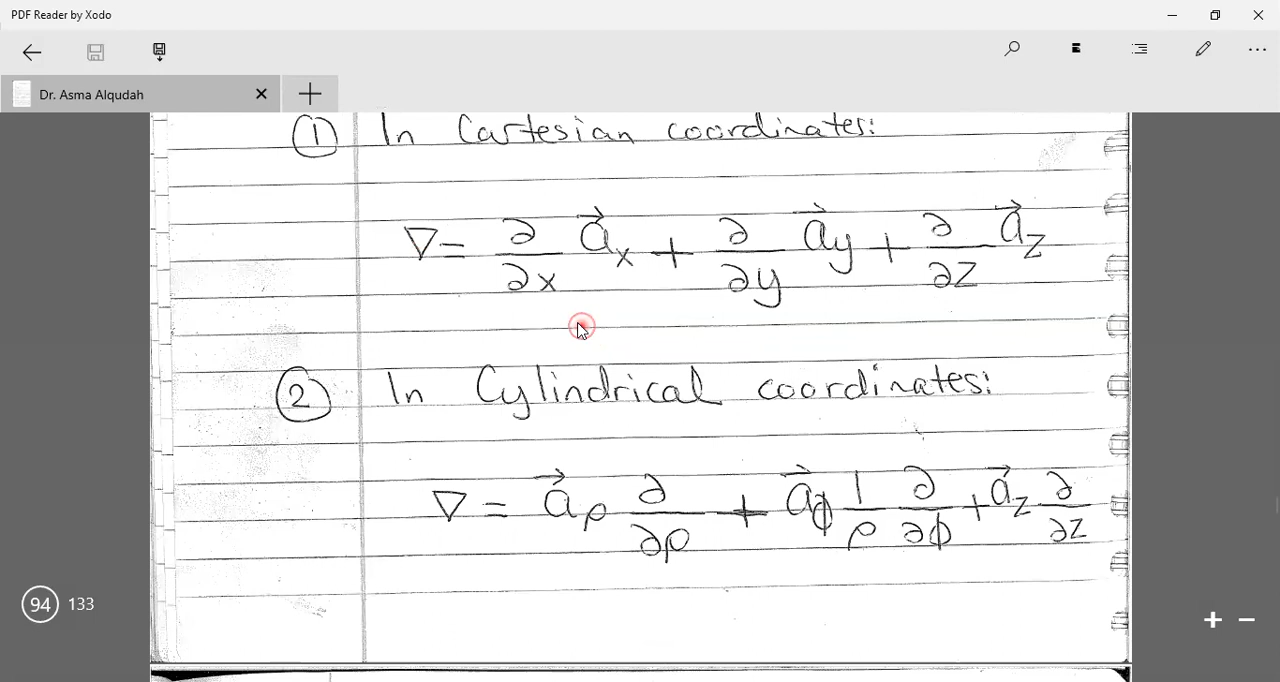 PDF Reader by Xodo
Dr. Asma Alqudah
① In Cartesian coordinates:
∇ = ∂/∂x a⃗x + ∂/∂y a⃗y + ∂/∂z a⃗z
② In Cylindrical coordinates:
∇ = a⃗ρ ∂/∂ρ + a⃗ϕ 1/ρ ∂/∂ϕ + a⃗z ∂/∂z
94 133